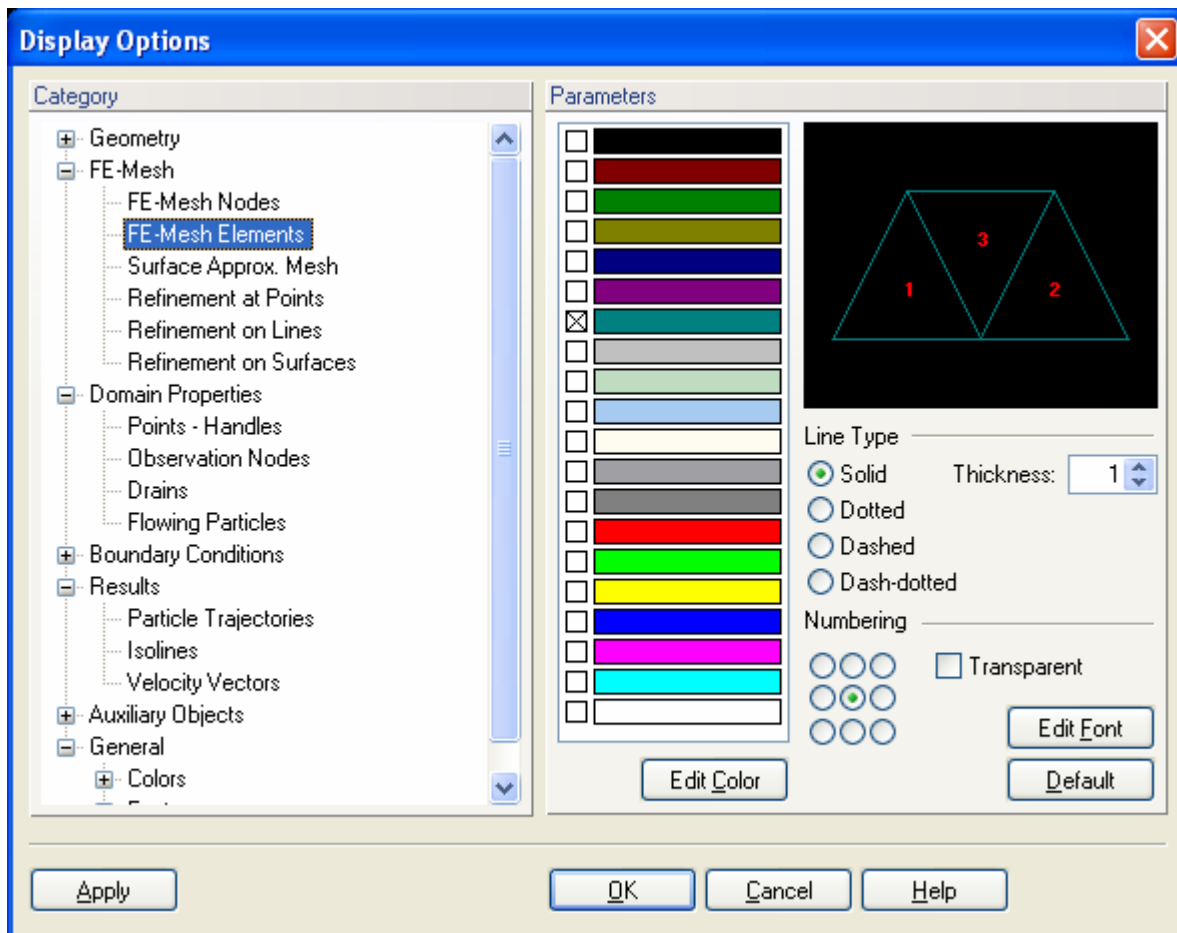 Display Options
Category
Geometry
FE-Mesh
FE-Mesh Nodes
FE-Mesh Elements
Surface Approx. Mesh
Refinement at Points
Refinement on Lines
Refinement on Surfaces
Domain Properties
Points - Handles
Observation Nodes
Drains
Flowing Particles
Boundary Conditions
Results
Particle Trajectories
Isolines
Velocity Vectors
Auxiliary Objects
General
Colors
Parameters
3
1 2
Line Type
Solid Thickness: 1
Dotted
Dashed
Dash-dotted
Numbering
Transparent
Edit Font
Edit Color Default
Apply OK Cancel Help